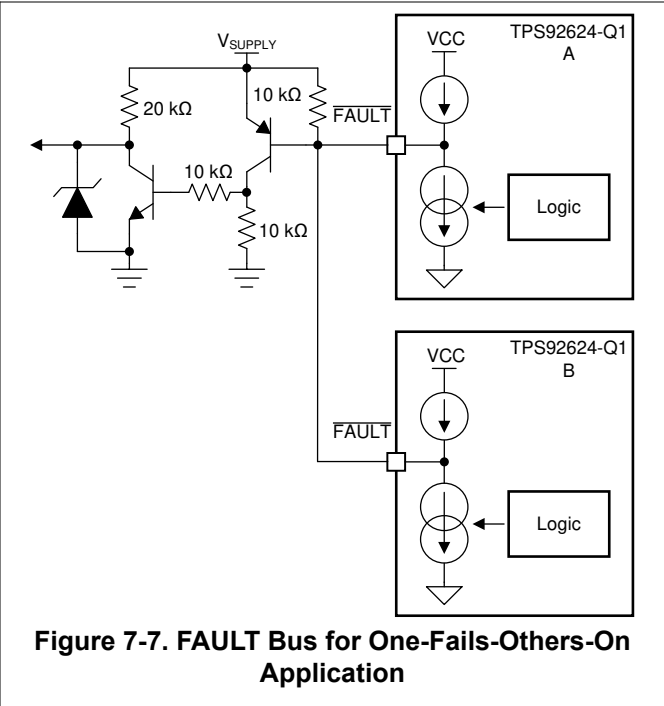 TPS92624-Q1
A
VCC
V_SUPPLY
10 kΩ
FAULT
20 kΩ
10 kΩ
Logic
10 kΩ
TPS92624-Q1
B
VCC
FAULT
Logic
Figure 7-7. FAULT Bus for One-Fails-Others-On
Application